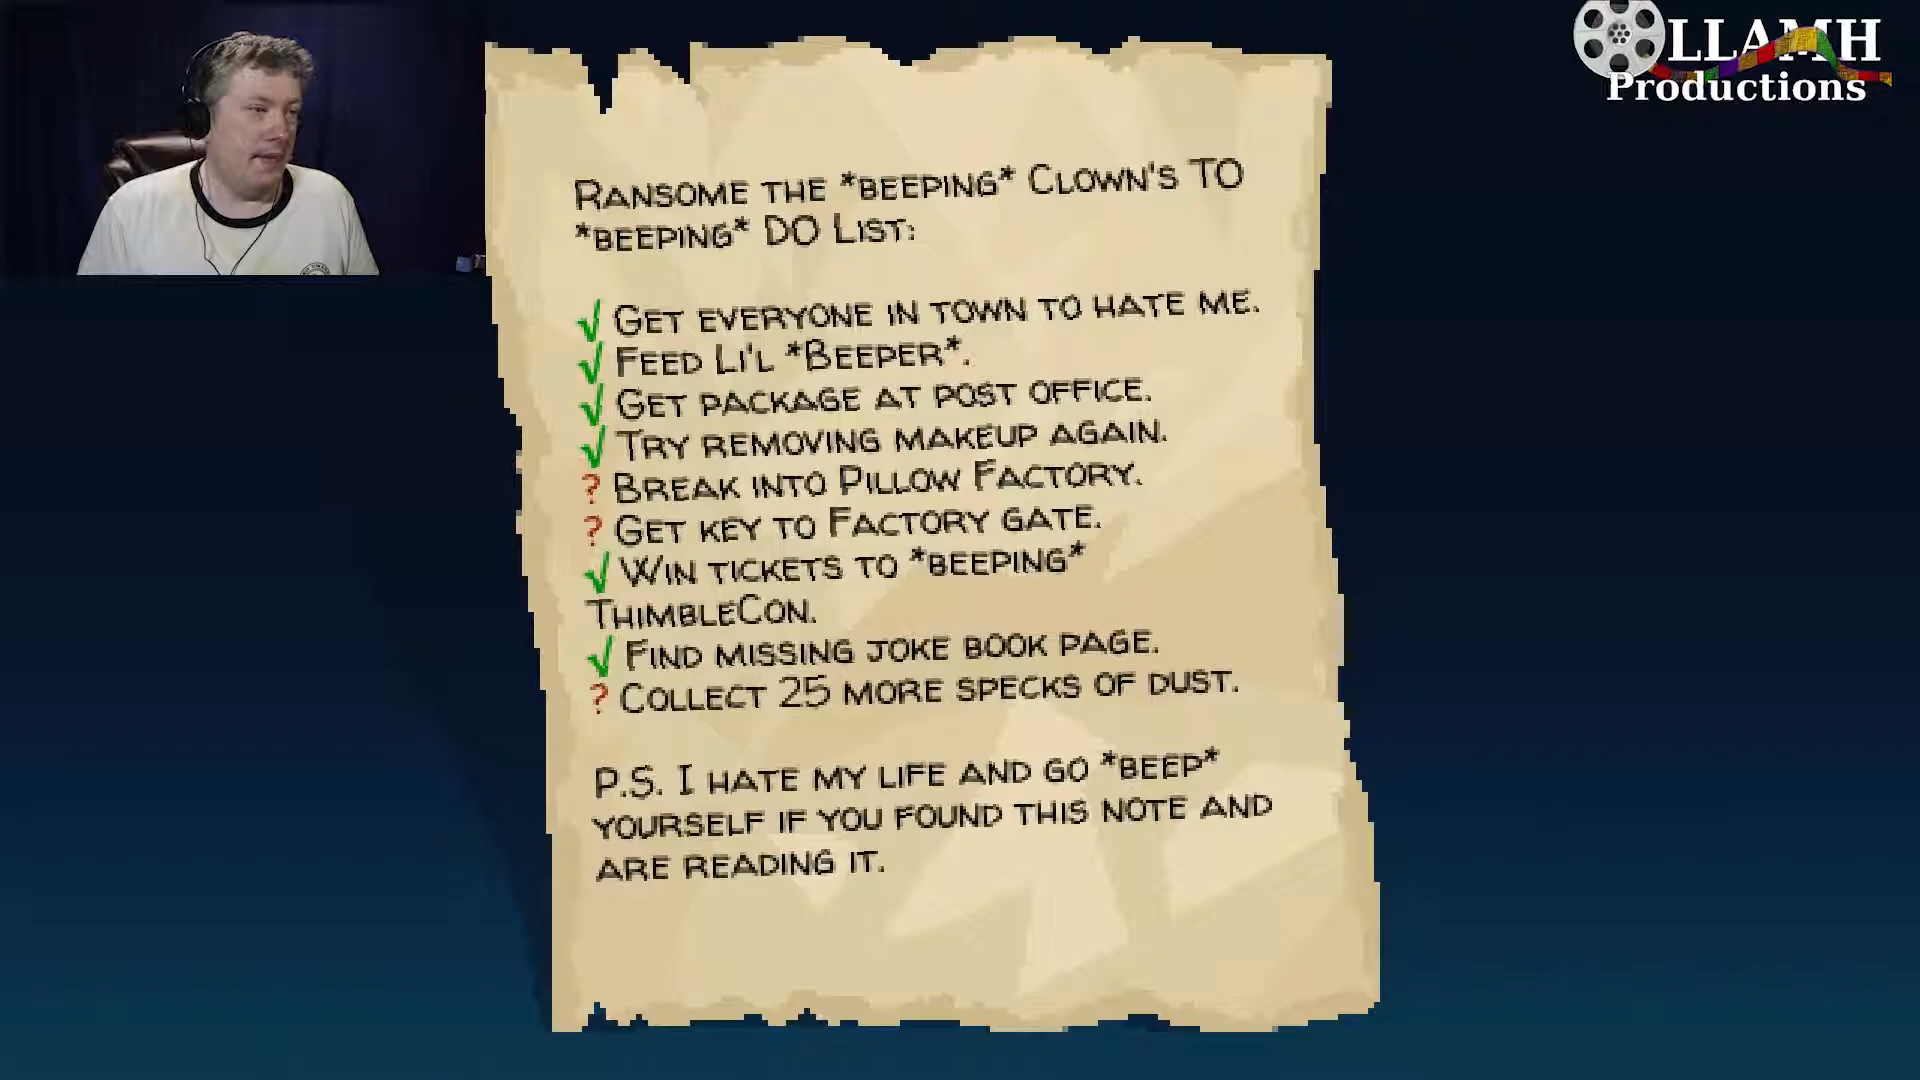 LLAMH
Productions
RANSOME THE *BEEPING* CLOWN'S TO
*BEEPING* DO LIST:
√ GET EVERYONE IN TOWN TO HATE ME.
√ FEED LI'L *BEEPER*.
√ GET PACKAGE AT POST OFFICE.
√ TRY REMOVING MAKEUP AGAIN.
? BREAK INTO PILLOW FACTORY.
? GET KEY TO FACTORY GATE.
√ WIN TICKETS TO *BEEPING*
THIMBLECON.
√ FIND MISSING JOKE BOOK PAGE.
? COLLECT 25 MORE SPECKS OF DUST.
P.S. I HATE MY LIFE AND GO *BEEP*
YOURSELF IF YOU FOUND THIS NOTE AND
ARE READING IT.